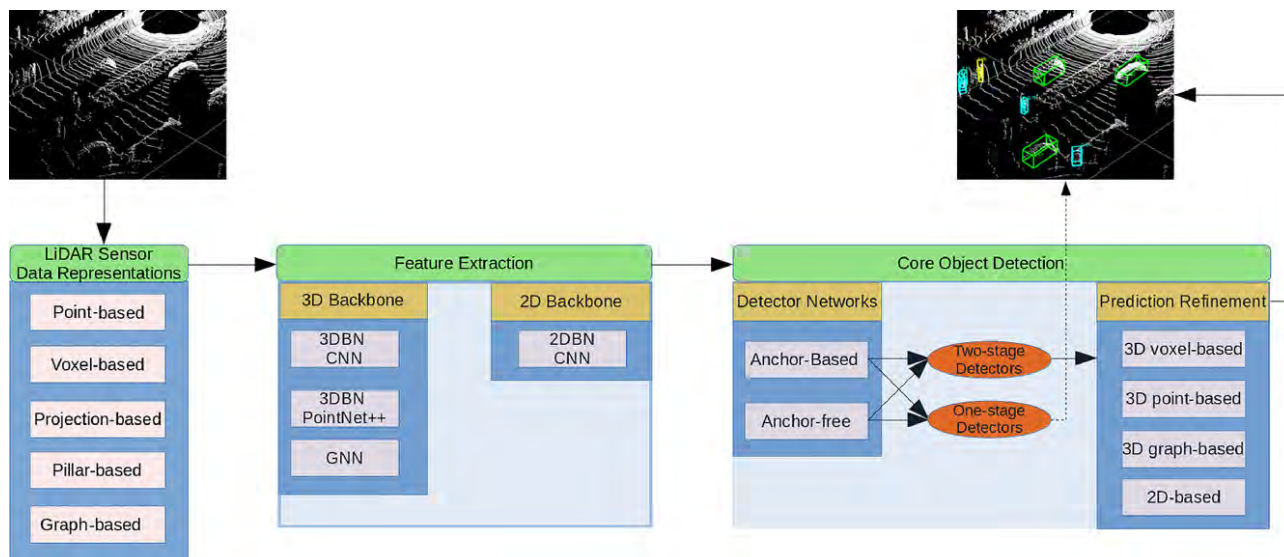 LiDAR Sensor
Data Representations
Point-based
Voxel-based
Projection-based
Pillar-based
Graph-based
Feature Extraction
3D Backbone
3DBN
CNN
3DBN
PointNet++
GNN
2D Backbone
2DBN
CNN
Core Object Detection
Detector Networks
Anchor-Based
Anchor-free
Two-stage
Detectors
One-stage
Detectors
Prediction Refinement
3D voxel-based
3D point-based
3D graph-based
2D-based